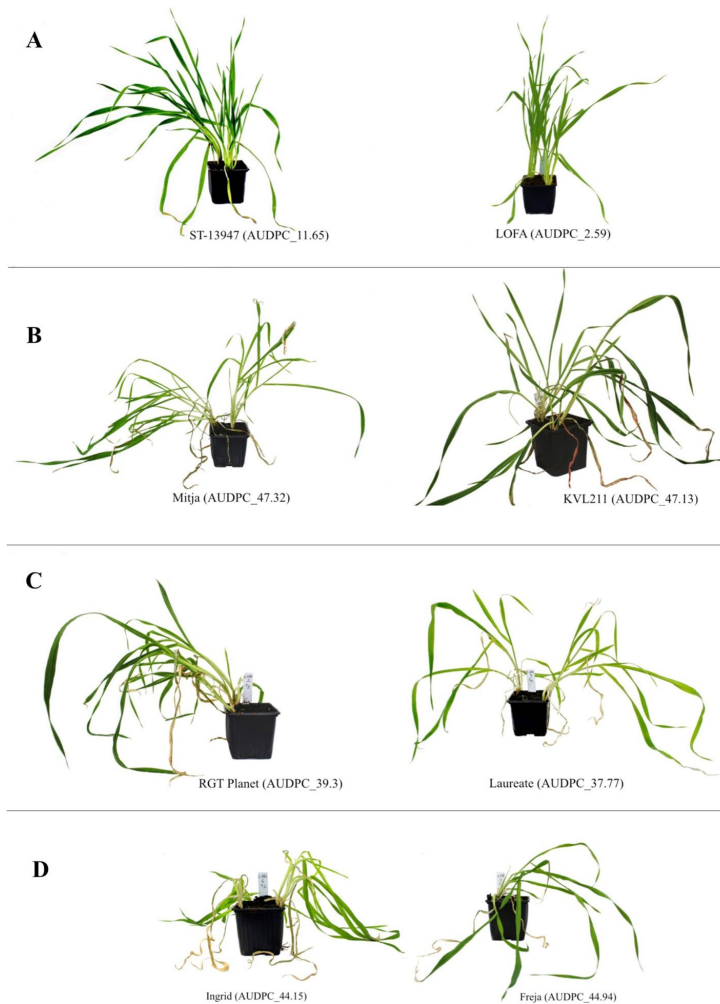 A
ST-13947 (AUDPC_11.65)
LOFA (AUDPC_2.59)
B
Mitja (AUDPC_47.32)
KVL211 (AUDPC_47.13)
C
RGT Planet (AUDPC_39.3)
Laureate (AUDPC_37.77)
D
Ingrid (AUDPC_44.15)
Freja (AUDPC_44.94)